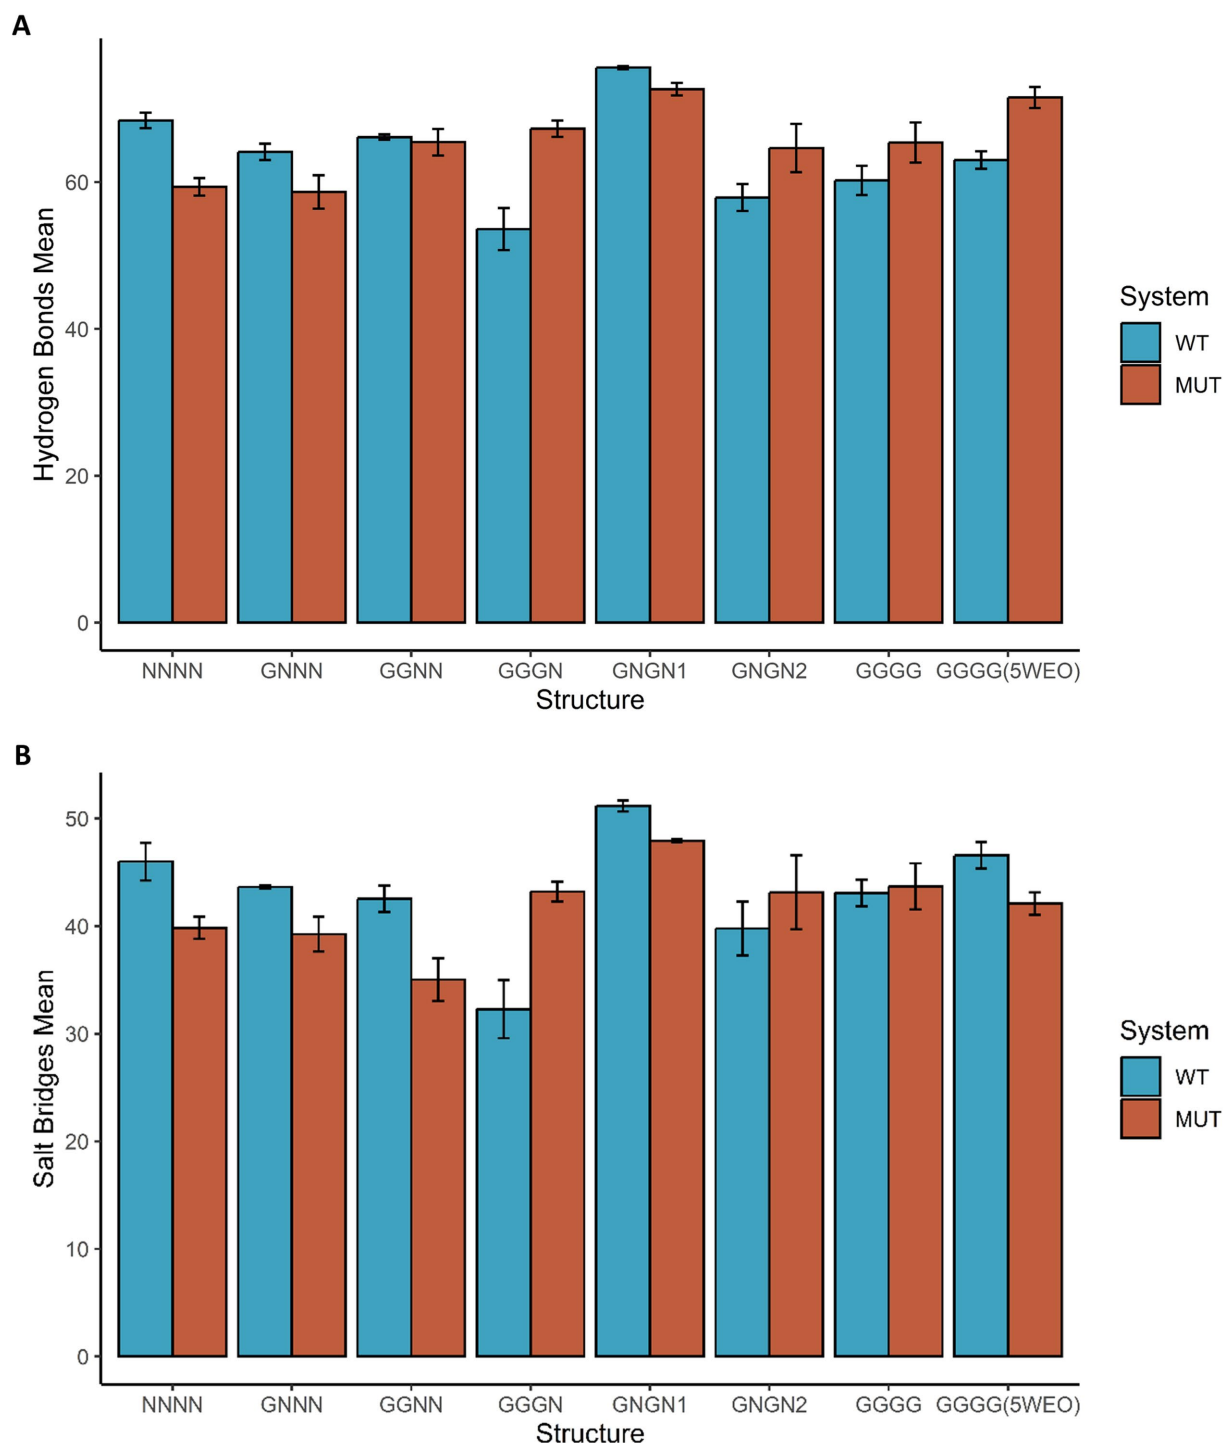 A
Hydrogen Bonds Mean
60
40
20
0
NNNN GNNN GGNN GGGN GNGN1 GNGN2 GGGG GGGG(5WEO)
Structure
System
WT
MUT
B
Salt Bridges Mean
50
40
30
20
10
0
NNNN GNNN GGNN GGGN GNGN1 GNGN2 GGGG GGGG(5WEO)
Structure
System
WT
MUT